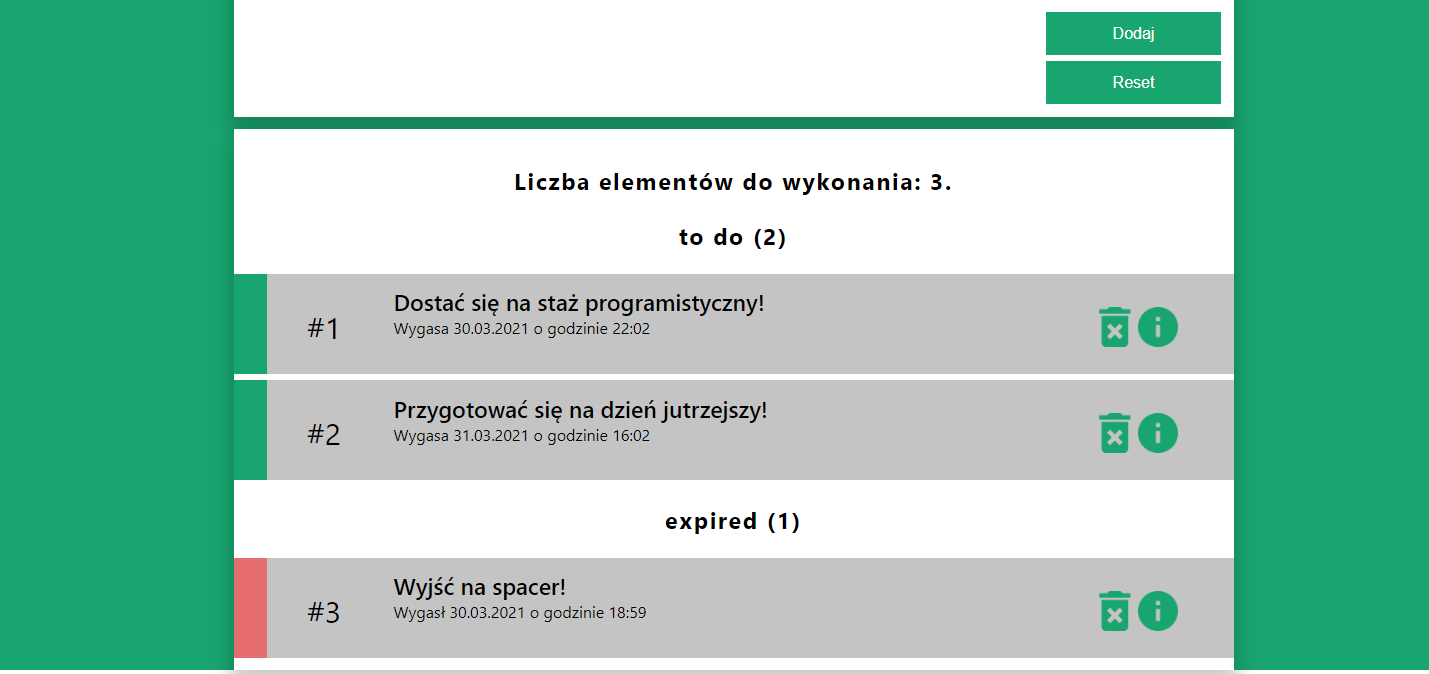 Dodaj
Reset
Liczba elementów do wykonania: 3.
to do (2)
#1
Dostać się na staż programistyczny!
Wygasa 30.03.2021 o godzinie 22:02
#2
Przygotować się na dzień jutrzejszy!
Wygasa 31.03.2021 o godzinie 16:02
expired (1)
#3
Wyjść na spacer!
Wygasł 30.03.2021 o godzinie 18:59